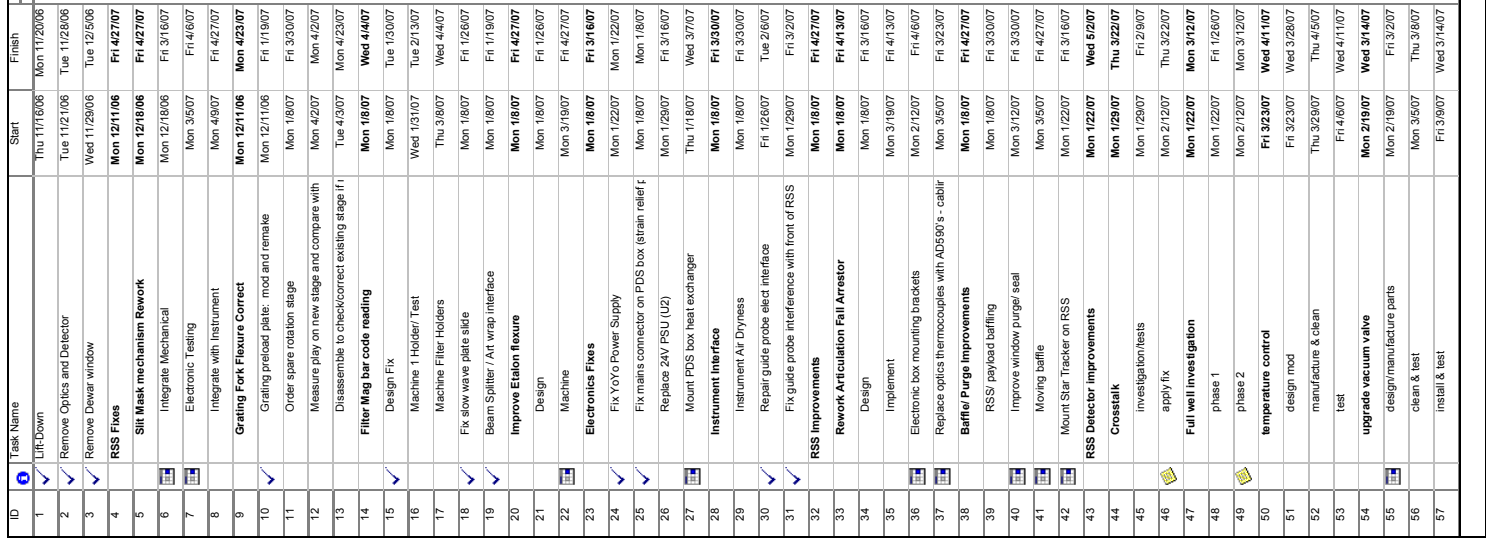 ID Task Name Start Finish
1 Lift-Down Thu 11/16/06 Mon 11/20/06
2 Remove Optics and Detector Tue 11/21/06 Tue 11/28/06
3 Remove Dewar window Wed 11/29/06 Tue 12/5/06
4 RSS Fixes Mon 12/11/06 Fri 4/27/07
5 Slit Mask mechanism Rework Mon 12/18/06 Fri 4/27/07
6 Integrate Mechanical Mon 12/18/06 Fri 3/16/07
7 Electronic Testing Mon 3/5/07 Fri 4/6/07
8 Integrate with Instrument Mon 4/9/07 Fri 4/27/07
9 Grating Fork Flexure Correct Mon 12/11/06 Mon 4/23/07
10 Grating preload plate: mod and remake Mon 12/11/06 Fri 1/19/07
11 Order spare rotation stage Mon 1/8/07 Fri 3/30/07
12 Measure play on new stage and compare with Mon 4/2/07 Mon 4/2/07
13 Disassemble to check/correct existing stage if Tue 4/3/07 Mon 4/23/07
14 Filter Mag bar code reading Mon 1/8/07 Wed 4/4/07
15 Design Fix Mon 1/8/07 Tue 1/30/07
16 Machine 1 Holder/ Test Wed 1/31/07 Tue 2/13/07
17 Machine Filter Holders Thu 3/8/07 Wed 4/4/07
18 Fix slow wave plate slide Mon 1/8/07 Fri 1/26/07
19 Beam Splitter / Art wrap interface Mon 1/8/07 Fri 1/19/07
20 Improve Etalon flexure Mon 1/8/07 Fri 4/27/07
21 Design Mon 1/8/07 Fri 1/26/07
22 Machine Mon 3/19/07 Fri 4/27/07
23 Electronics Fixes Mon 1/8/07 Fri 3/16/07
24 Fix YoYo Power Supply Mon 1/22/07 Mon 1/22/07
25 Fix mains connector on PDS box (strain relief p Mon 1/8/07 Mon 1/8/07
26 Replace 24V PSU (U2) Mon 1/29/07 Fri 3/16/07
27 Mount PDS box heat exchanger Thu 1/18/07 Wed 3/7/07
28 Instrument Interface Mon 1/8/07 Fri 3/30/07
29 Instrument Air Dryness Mon 1/8/07 Fri 3/30/07
30 Repair guide probe elect interface Fri 1/26/07 Tue 2/6/07
31 Fix guide probe interference with front of RSS Mon 1/29/07 Fri 3/2/07
32 RSS Improvements Mon 1/8/07 Fri 4/27/07
33 Rework Articulation Fall Arrestor Mon 1/8/07 Fri 4/13/07
34 Design Mon 1/8/07 Fri 3/16/07
35 Implement Mon 3/19/07 Fri 4/13/07
36 Electronic box mounting brackets Mon 2/12/07 Fri 4/6/07
37 Replace optics thermocouples with AD590's - cablir Mon 3/5/07 Fri 3/23/07
38 Baffle/ Purge Improvements Mon 1/8/07 Fri 4/27/07
39 RSS/ payload baffling Mon 1/8/07 Fri 3/30/07
40 Improve window purge/ seal Mon 3/12/07 Fri 3/30/07
41 Moving baffle Mon 3/5/07 Fri 4/27/07
42 Mount Star Tracker on RSS Mon 1/22/07 Fri 3/16/07
43 RSS Detector improvements Mon 1/22/07 Wed 5/2/07
44 Crosstalk Mon 1/29/07 Thu 3/22/07
45 investigation/tests Mon 1/29/07 Fri 2/9/07
46 apply fix Mon 2/12/07 Thu 3/22/07
47 Full well investigation Mon 1/22/07 Mon 3/12/07
48 phase 1 Mon 1/22/07 Fri 1/26/07
49 phase 2 Mon 2/12/07 Mon 3/12/07
50 temperature control Fri 3/23/07 Wed 4/11/07
51 design mod Fri 3/23/07 Wed 3/28/07
52 manufacture & clean Thu 3/29/07 Thu 4/5/07
53 test Fri 4/6/07 Wed 4/11/07
54 upgrade vacuum valve Mon 2/19/07 Wed 3/14/07
55 design/manufacture parts Mon 2/19/07 Fri 3/2/07
56 clean & test Mon 3/5/07 Thu 3/8/07
57 install & test Fri 3/9/07 Wed 3/14/07